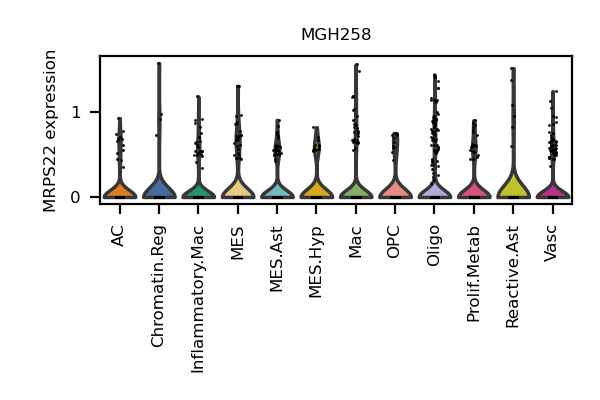 MGH258
MRPS22 expression
1
0
AC
Chromatin.Reg
Inflammatory.Mac
MES
MES.Ast
MES.Hyp
Mac
OPC
Oligo
Prolif.Metab
Reactive.Ast
Vasc